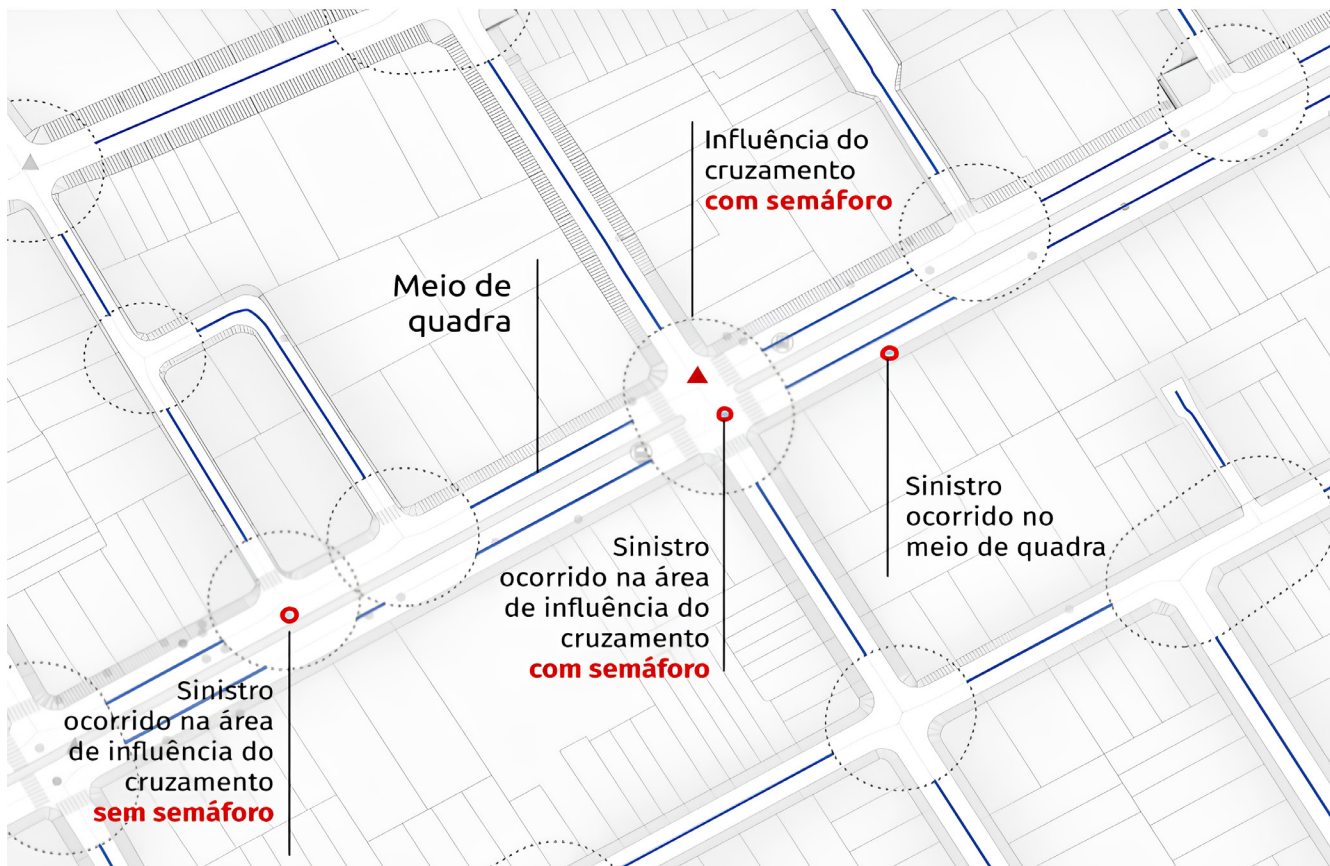 Influência do
cruzamento
com semáforo
Meio de
quadra
Sinistro
ocorrido no
meio de quadra
Sinistro
ocorrido na área
de influência do
cruzamento
com semáforo
Sinistro
ocorrido na área
de influência do
cruzamento
sem semáforo